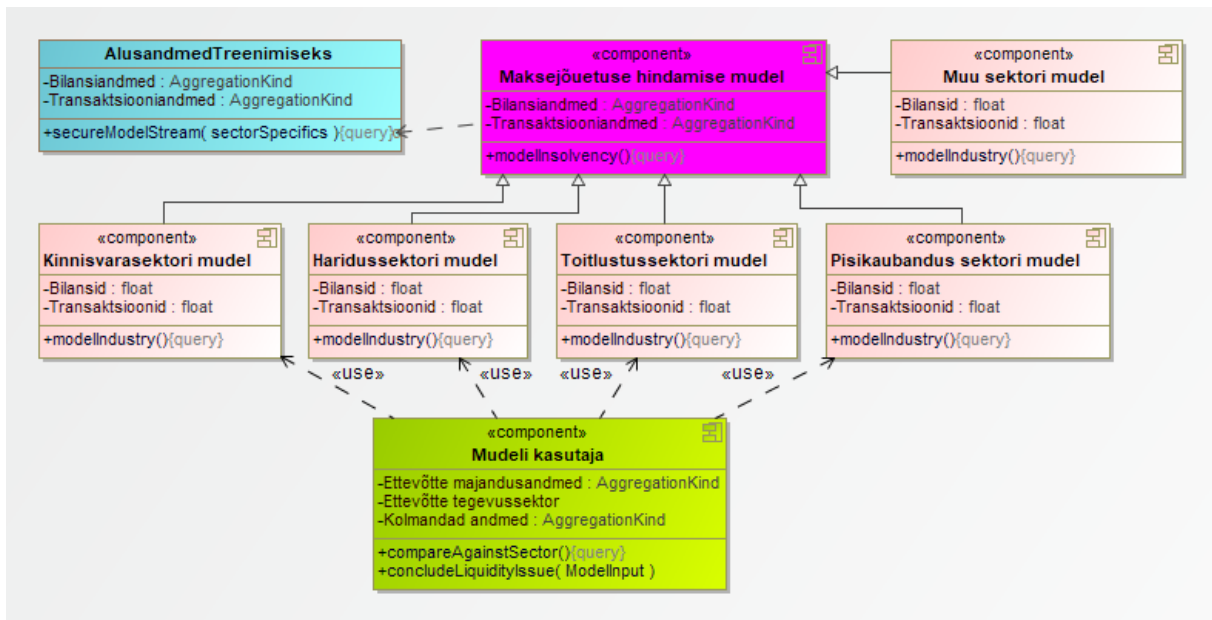 AlusandmedTreenimiseks
-Bilansiandmed : AggregationKind
-Transaktsiooniandmed : AggregationKind
+secureModelStream( sectorSpecifics ){query}
«component»
Maksejõuetuse hindamise mudel
-Bilansiandmed : AggregationKind
-Transaktsiooniandmed : AggregationKind
+modelInsolvency(){query}
«component»
Muu sektori mudel
-Bilansid : float
-Transaktsioonid : float
+modelIndustry(){query}
«component»
Kinnisvarasektori mudel
-Bilansid : float
-Transaktsioonid : float
+modelIndustry(){query}
«component»
Haridussektori mudel
-Bilansid : float
-Transaktsioonid : float
+modelIndustry(){query}
«component»
Toitlustussektori mudel
-Bilansid : float
-Transaktsioonid : float
+modelIndustry(){query}
«component»
Pisikaubandus sektori mudel
-Bilansid : float
-Transaktsioonid : float
+modelIndustry(){query}
«use»
«use»
«use»
«use»
«component»
Mudeli kasutaja
-Ettevõtte majandusandmed : AggregationKind
-Ettevõtte tegevussektor
-Kolmandad andmed : AggregationKind
+compareAgainstSector(){query}
+concludeLiquidityIssue( ModelInput )